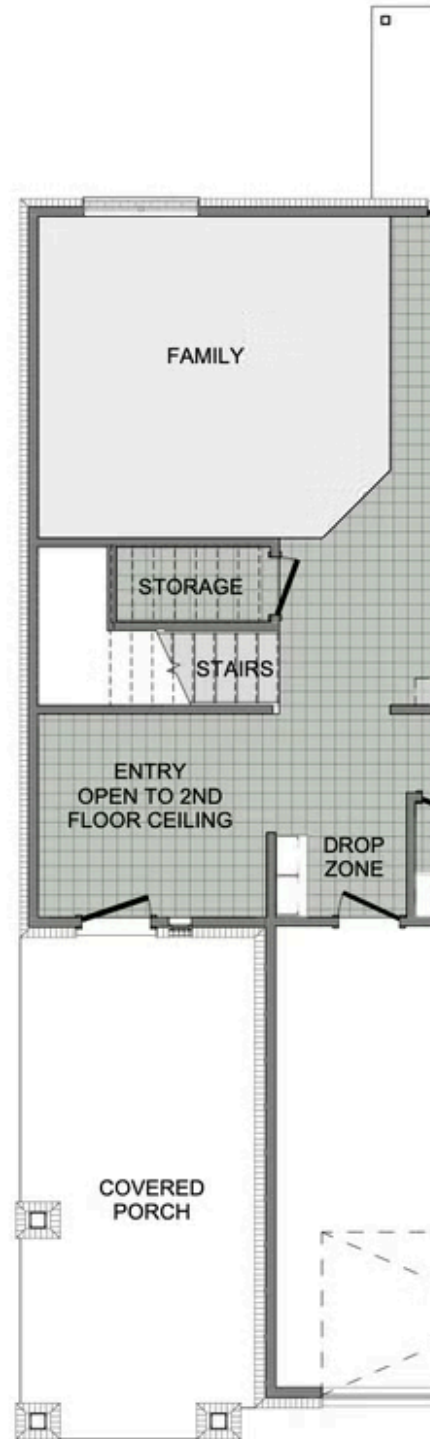 FAMILY
STORAGE
STAIRS
ENTRY
OPEN TO 2ND
FLOOR CEILING
DROP
ZONE
COVERED
PORCH